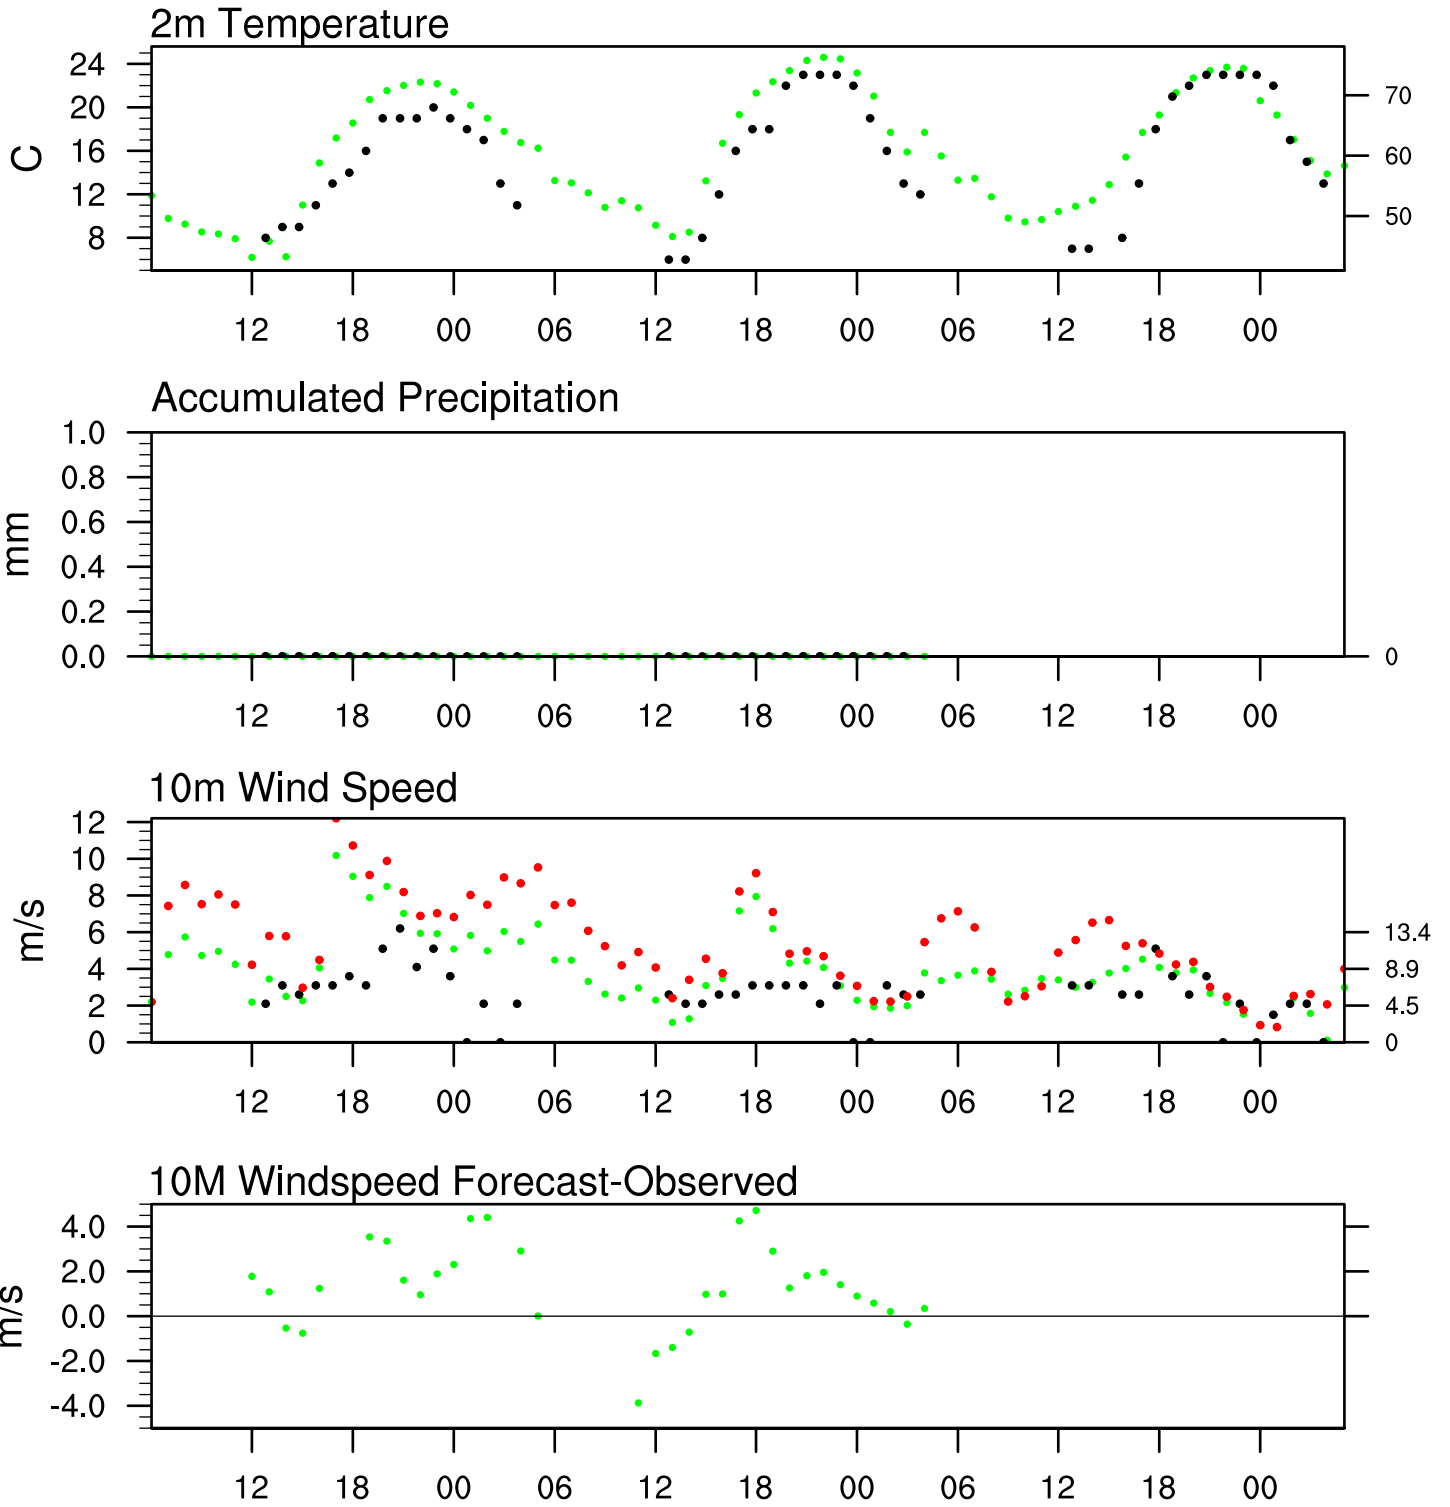 2m Temperature
24
20
16
12
8
C
70
60
50
12 18 00 06 12 18 00 06 12 18 00
Accumulated Precipitation
1.0
0.8
0.6
0.4
0.2
0.0
mm
0
12 18 00 06 12 18 00 06 12 18 00
10m Wind Speed
12
10
8
6
4
2
0
m/s
13.4
8.9
4.5
0
12 18 00 06 12 18 00 06 12 18 00
10M Windspeed Forecast-Observed
4.0
2.0
0.0
-2.0
-4.0
m/s
12 18 00 06 12 18 00 06 12 18 00